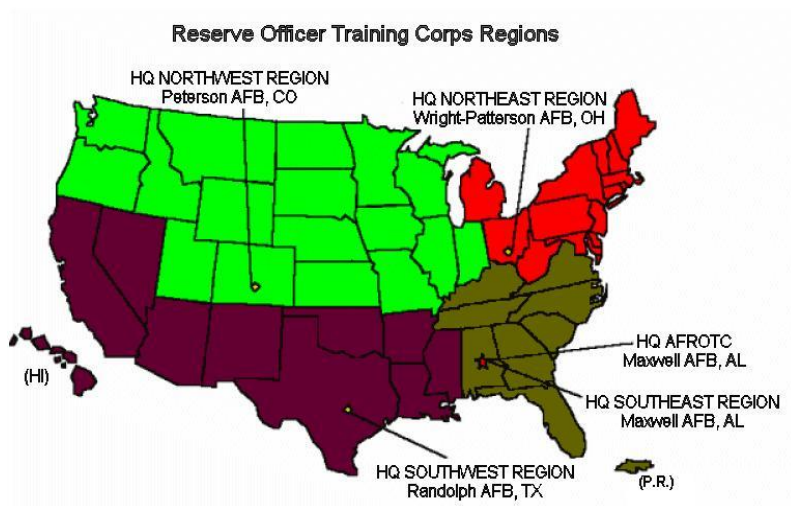 Reserve Officer Training Corps Regions
HQ NORTHWEST REGION
Peterson AFB, CO
HQ NORTHEAST REGION
Wright-Patterson AFB, OH
(HI)
HQ AFROTC
Maxwell AFB, AL
HQ SOUTHEAST REGION
Maxwell AFB, AL
HQ SOUTHWEST REGION
Randolph AFB, TX
(P.R.)